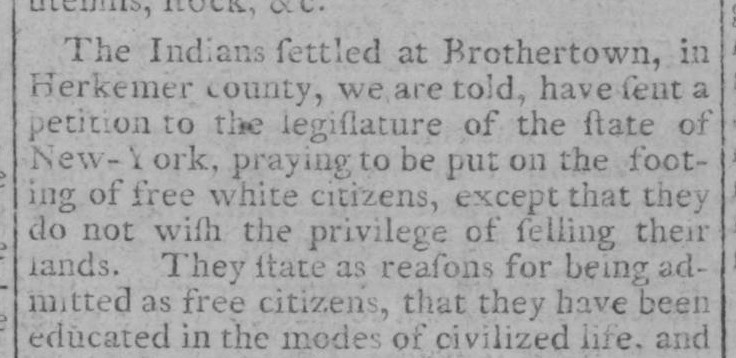 The Indians ſettled at Brothertown, in
Herkemer county, we are told, have ſent a
petition to the legiſlature of the ſtate of
New-York, praying to be put on the foot-
ing of free white citizens, except that they
do not wiſh the privilege of ſelling their
lands. They ſtate as reaſons for being ad-
mitted as free citizens, that they have been
educated in the modes of civilized life, and